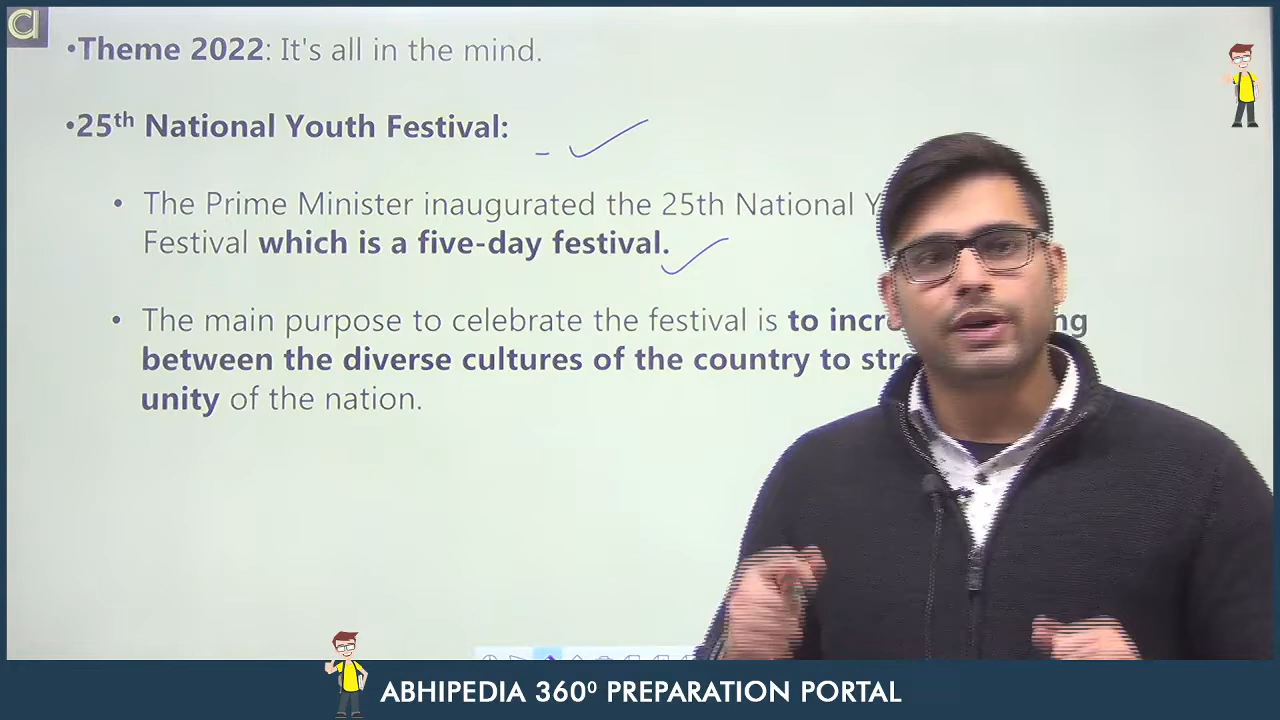 •Theme 2022: It's all in the mind.
•25th National Youth Festival:
• The Prime Minister inaugurated the 25th National
Festival which is a five-day festival.
• The main purpose to celebrate the festival is to
between the diverse cultures of the country to
unity of the nation.
ABHIPEDIA 360⁰ PREPARATION PORTAL